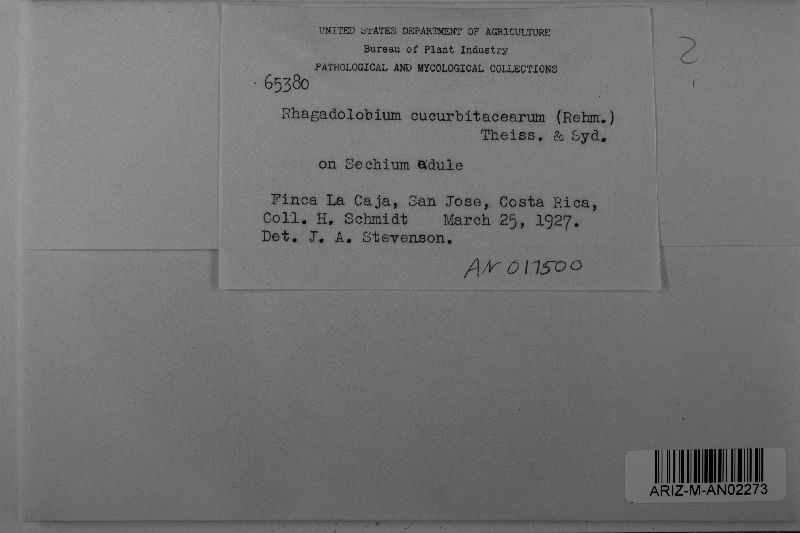 UNITED STATES DEPARTMENT OF AGRICULTURE
Bureau of Plant Industry
PATHOLOGICAL AND MYCOLOGICAL COLLECTIONS
65380
Rhagadolobium cucurbitacearum (Rehm.)
Theiss. & Syd.
on Sechium edule
Finca La Caja, San Jose, Costa Rica,
Coll. H. Schmidt March 25, 1927.
Det. J. A. Stevenson.
AN 017500
ARIZ-M-AN02273